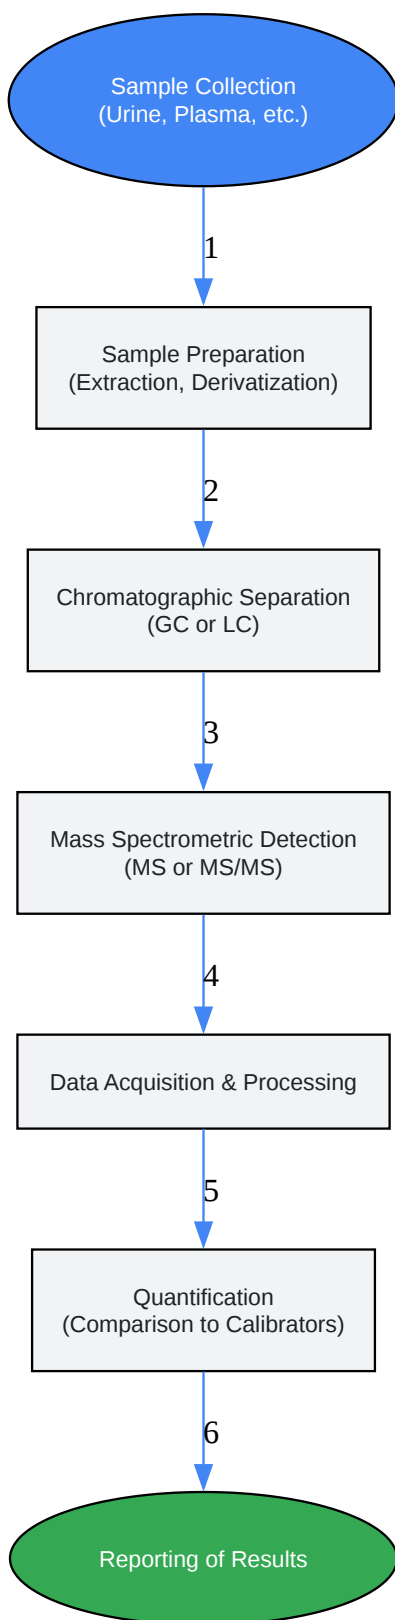 Sample Collection
(Urine, Plasma, etc.)
1
Sample Preparation
(Extraction, Derivatization)
2
Chromatographic Separation
(GC or LC)
3
Mass Spectrometric Detection
(MS or MS/MS)
4
Data Acquisition & Processing
5
Quantification
(Comparison to Calibrators)
6
Reporting of Results